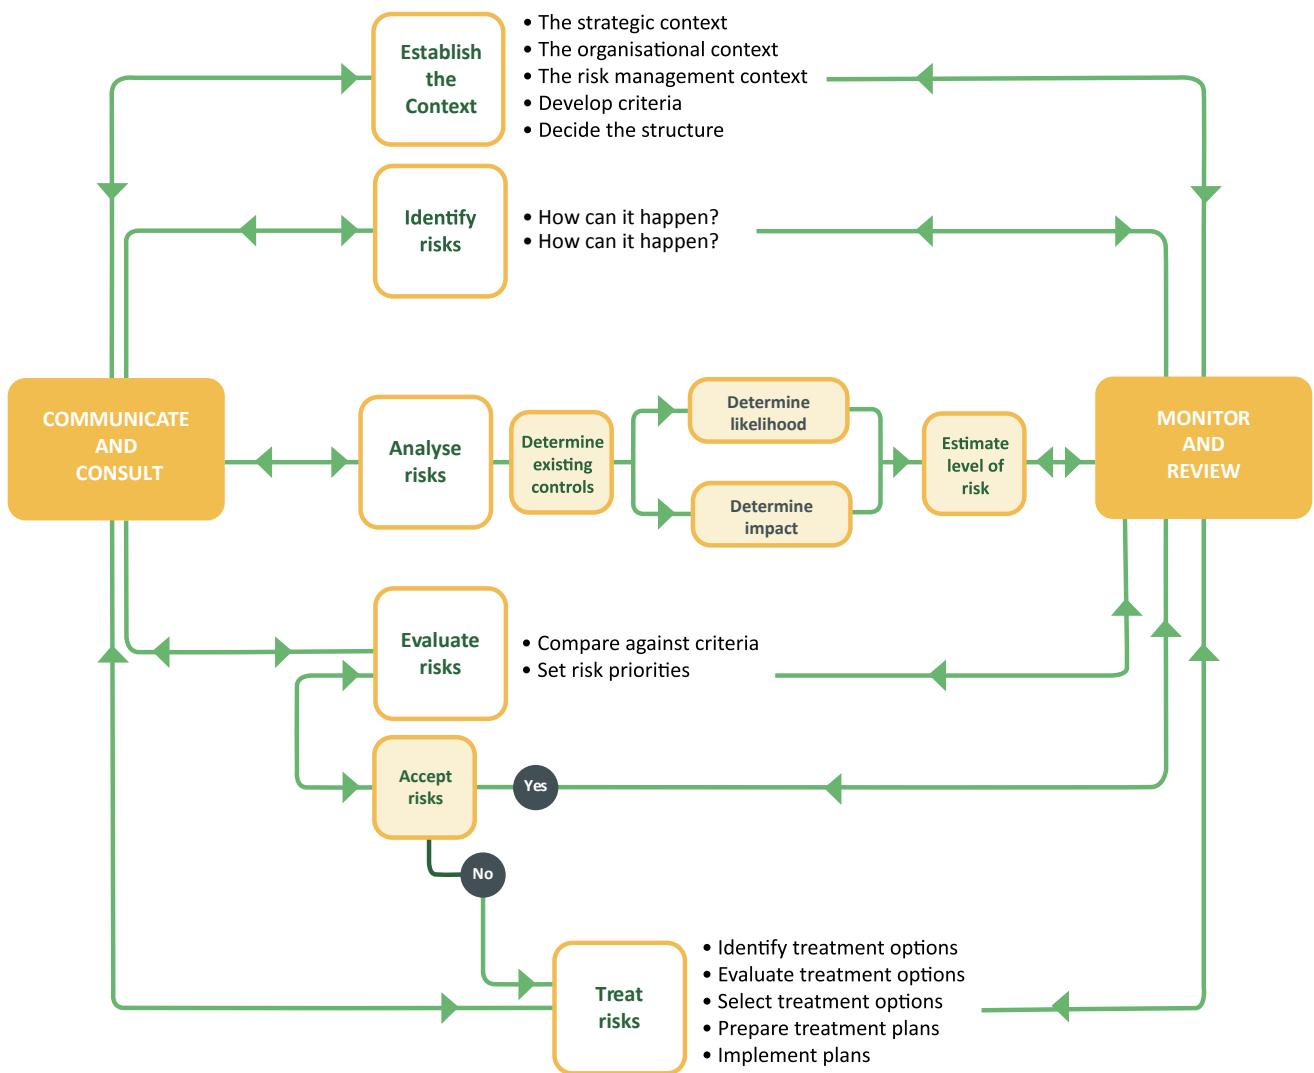 Establish
the
Context
• The strategic context
• The organisational context
• The risk management context
• Develop criteria
• Decide the structure
Identify
risks
• How can it happen?
• How can it happen?
COMMUNICATE
AND
CONSULT
Analyse
risks
Determine
existing
controls
Determine
likelihood
Determine
impact
Estimate
level of
risk
MONITOR
AND
REVIEW
Evaluate
risks
• Compare against criteria
• Set risk priorities
Accept
risks
Yes
No
Treat
risks
• Identify treatment options
• Evaluate treatment options
• Select treatment options
• Prepare treatment plans
• Implement plans